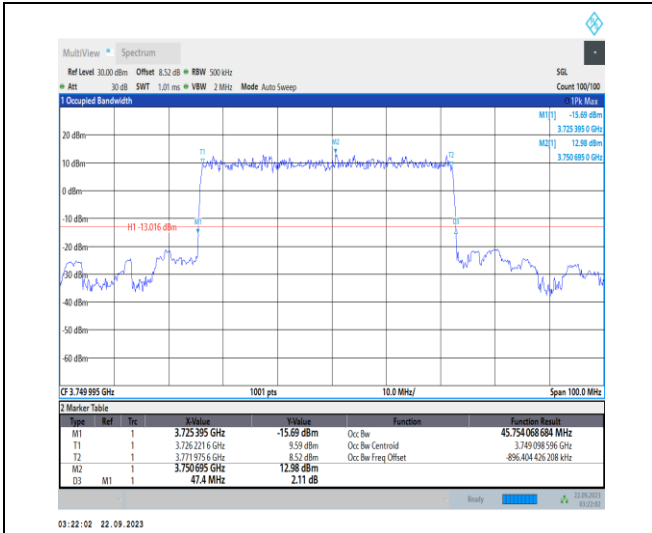 MultiView Spectrum
Ref Level 30.00 dBm Offset 8.52 dB RBW 500 kHz SGL
Att 30 dB SWT 1.01 ms VBW 2 MHz Mode Auto Sweep Count 100/100
1 Occupied Bandwidth 1Pk Max
M1[1] -15.69 dBm
3.725 395 0 GHz
M2[1] 12.98 dBm
3.750 695 0 GHz
20 dBm
M2
T1 T2
10 dBm
0 dBm
-10 dBm
M1 D3
H1 -13.016 dBm
-20 dBm
-30 dBm
-40 dBm
-50 dBm
-60 dBm
CF 3.749 995 GHz 1001 pts 10.0 MHz/ Span 100.0 MHz
2 Marker Table
Type Ref Trc X-Value Y-Value Function Function Result
M1 1 3.725 395 GHz -15.69 dBm Occ Bw 45.754 068 684 MHz
T1 1 3.726 221 6 GHz 9.59 dBm Occ Bw Centroid 3.749 098 596 GHz
T2 1 3.771 975 6 GHz 8.52 dBm Occ Bw Freq Offset -896.404 426 208 kHz
M2 1 3.750 695 GHz 12.98 dBm
D3 M1 1 47.4 MHz 2.11 dB
Ready 22.09.2023
03:22:02
03:22:02 22.09.2023